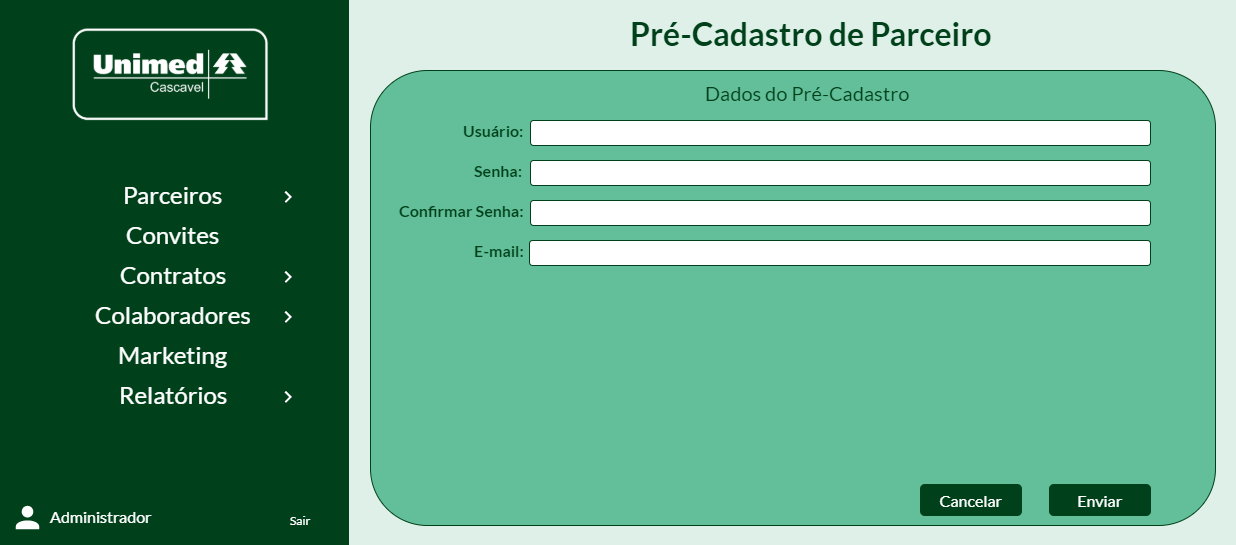 Unimed
Cascavel
Parceiros
Convites
Contratos
Colaboradores
Marketing
Relatórios
Administrador
Sair
Pré-Cadastro de Parceiro
Dados do Pré-Cadastro
Usuário:
Senha:
Confirmar Senha:
E-mail:
Cancelar
Enviar